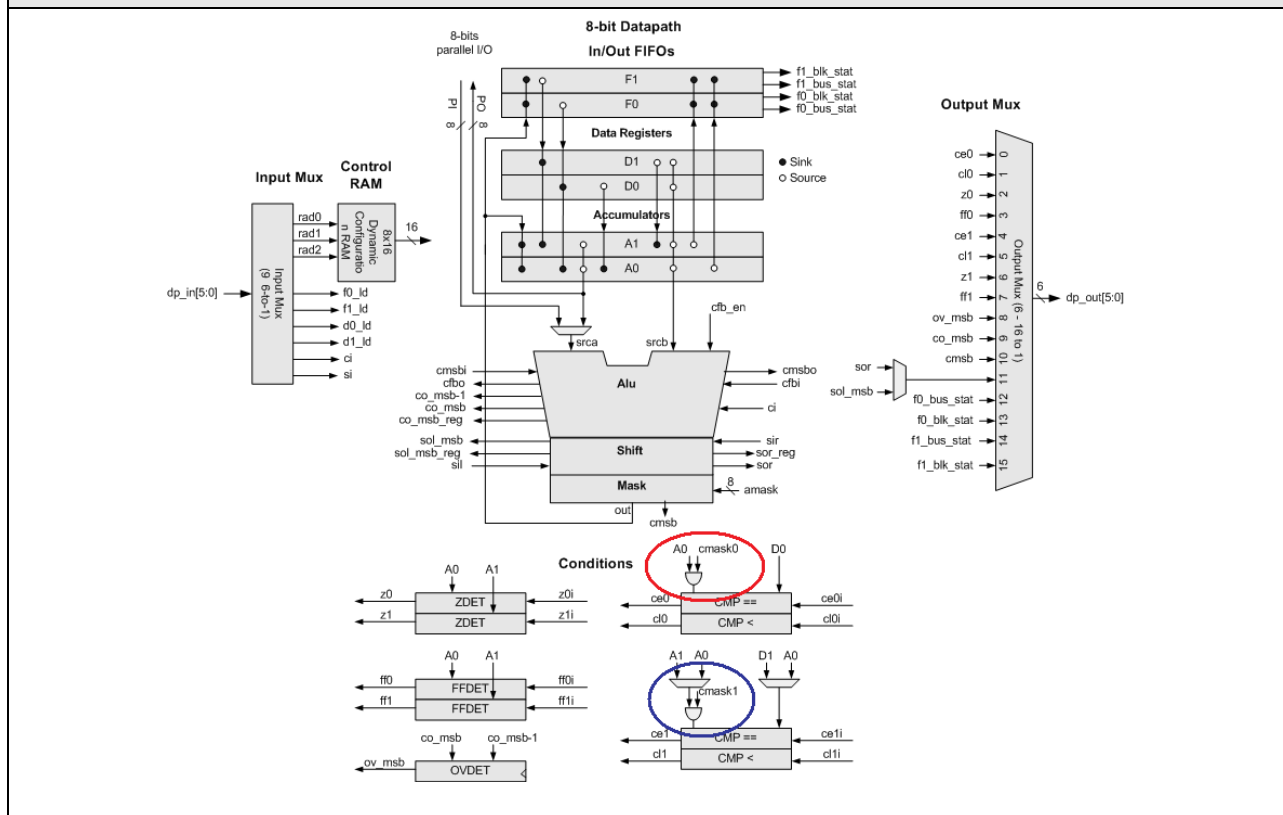 8-bit Datapath
8-bits
parallel I/O
In/Out FIFOs
F1
F0
f1_blk_stat
f1_bus_stat
f0_blk_stat
f0_bus_stat
PI
PO
8
8
Data Registers
D1
D0
Sink
Source
Accumulators
A1
A0
Input Mux
Control
RAM
rad0
rad1
rad2
8x16
Dynamic
Configuratio
n RAM
16
Input Mux
(9 6-to-1)
dp_in[5:0]
f0_ld
f1_ld
d0_ld
d1_ld
ci
si
cfb_en
srca
srcb
Alu
cmsbi
cfbo
co_msb-1
co_msb
co_msb_reg
cmsbo
cfbi
ci
sol_msb
sol_msb_reg
sil
Shift
sir
sor_reg
sor
Mask
8
amask
out
cmsb
Output Mux
ce0
cl0
z0
ff0
ce1
cl1
z1
ff1
ov_msb
co_msb
cmsb
sor
sol_msb
f0_bus_stat
f0_blk_stat
f1_bus_stat
f1_blk_stat
0
1
2
3
4
5
6
7
8
9
10
11
12
13
14
15
Output Mux (6 - 16 to 1)
6
dp_out[5:0]
Conditions
A0
A1
z0
ZDET
z0i
z1
ZDET
z1i
A0
A1
ff0
FFDET
ff0i
ff1
FFDET
ff1i
co_msb
co_msb-1
ov_msb
OVDET
A0
cmask0
D0
ce0
CMP ==
ce0i
cl0
CMP <
cl0i
A1
A0
D1
A0
cmask1
ce1
CMP ==
ce1i
cl1
CMP <
cl1i